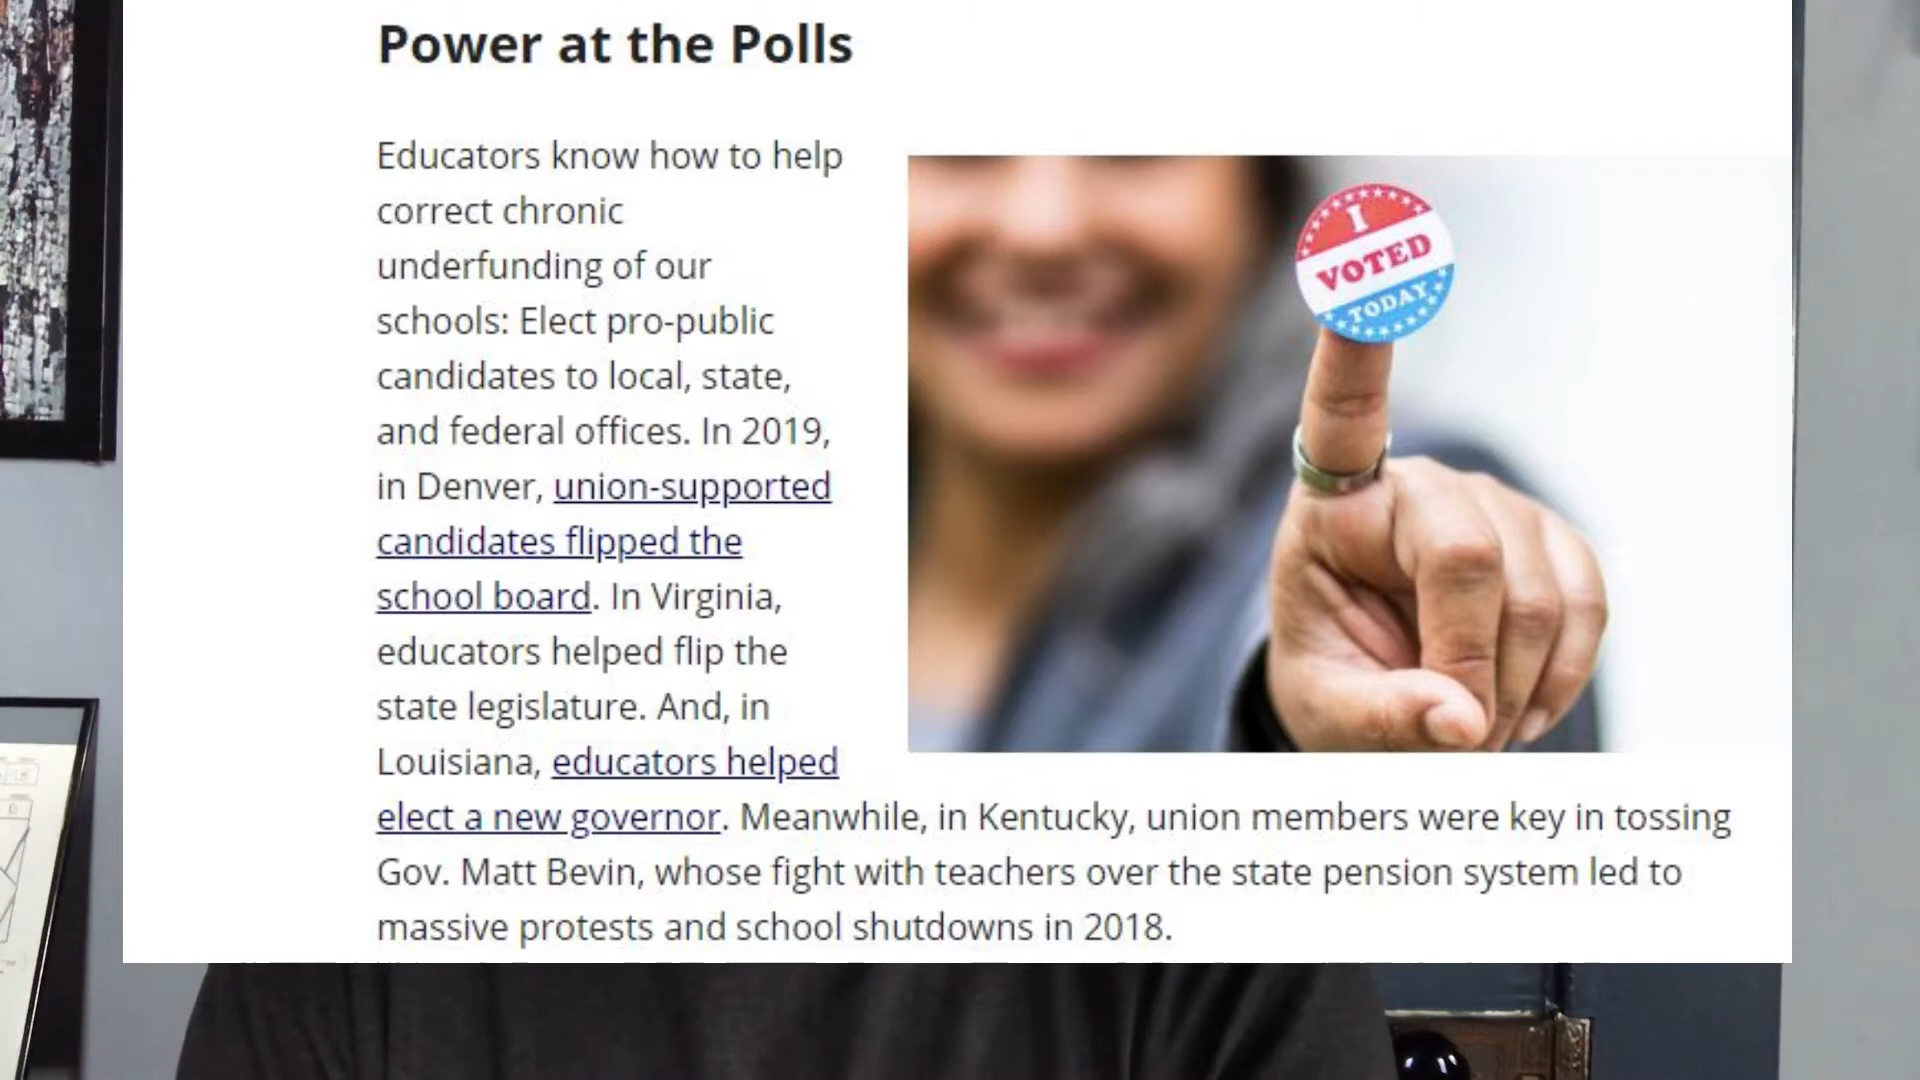 Power at the Polls
Educators know how to help
correct chronic
underfunding of our
schools: Elect pro-public
candidates to local, state,
and federal offices. In 2019,
in Denver, union-supported
candidates flipped the
school board. In Virginia,
educators helped flip the
state legislature. And, in
Louisiana, educators helped
elect a new governor. Meanwhile, in Kentucky, union members were key in tossing
Gov. Matt Bevin, whose fight with teachers over the state pension system led to
massive protests and school shutdowns in 2018.
I
VOTED
TODAY